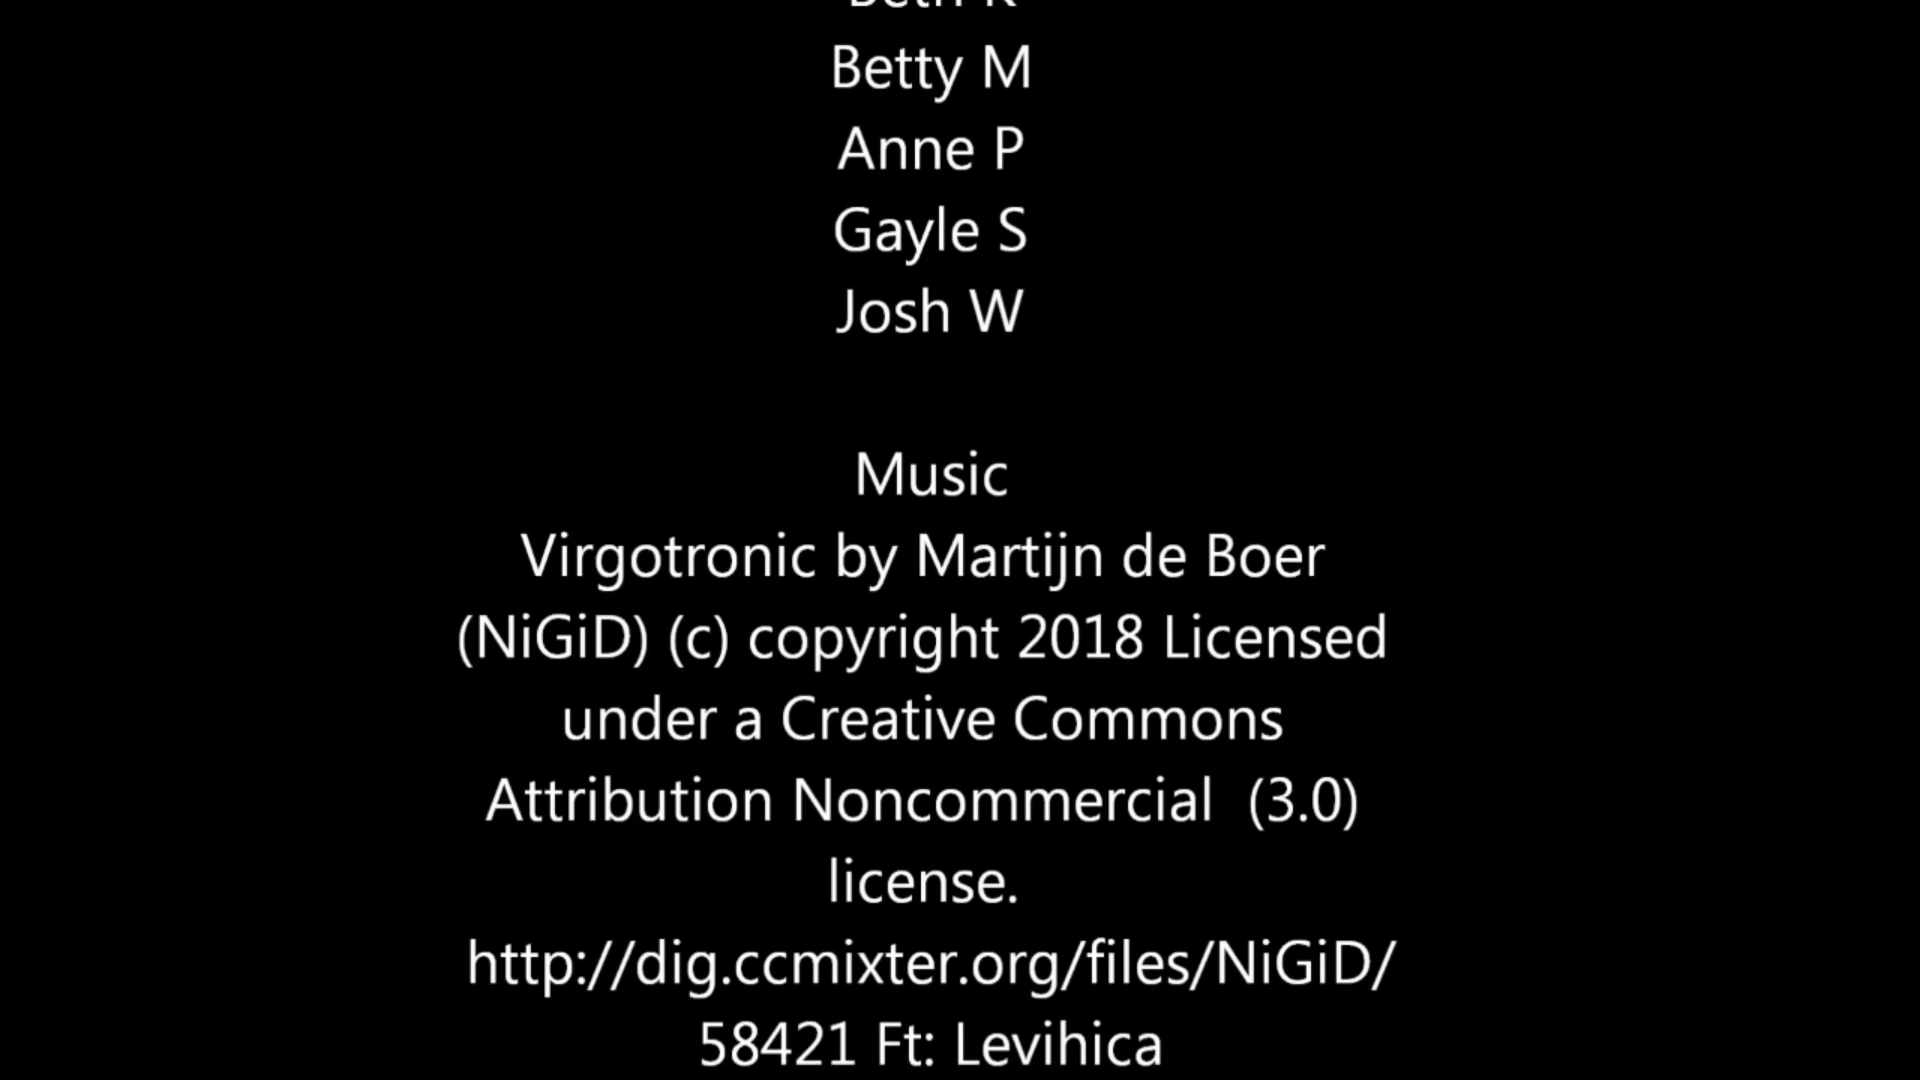 Beth R
Betty M
Anne P
Gayle S
Josh W
Music
Virgotronic by Martijn de Boer
(NiGiD) (c) copyright 2018 Licensed
under a Creative Commons
Attribution Noncommercial  (3.0)
license.
http://dig.ccmixter.org/files/NiGiD/
58421 Ft: Levihica